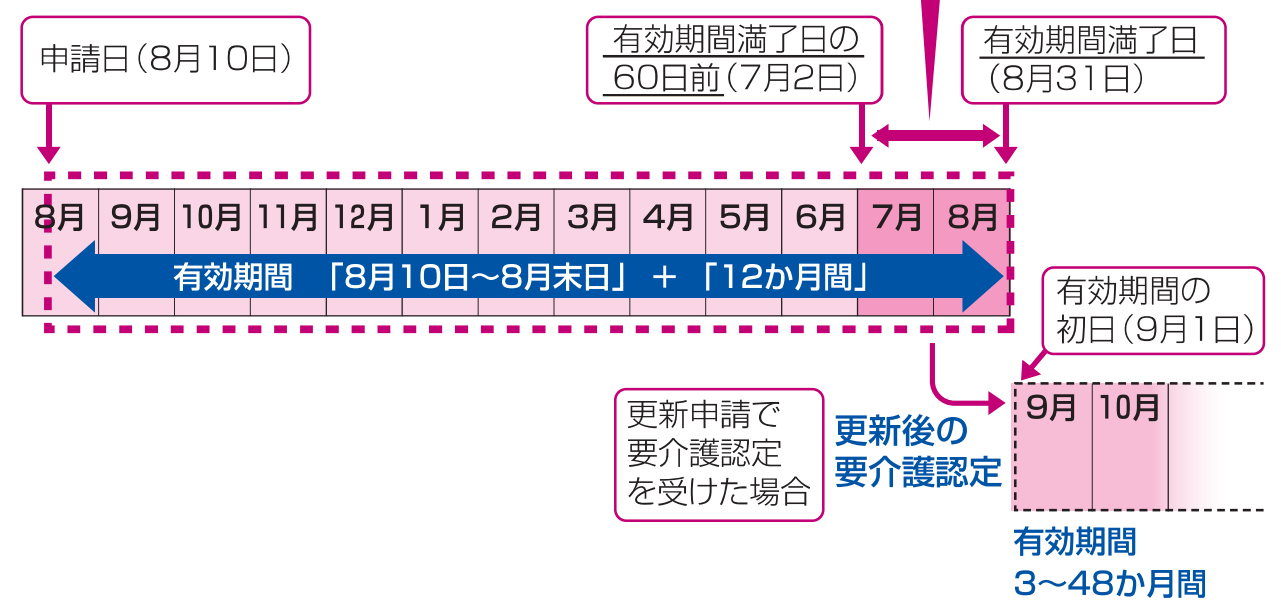 申請日（8月10日）
有効期間満了日の
60日前（7月2日）
有効期間満了日
（8月31日）
8月 9月 10月 11月 12月 1月 2月 3月 4月 5月 6月 7月 8月
有効期間 「8月10日〜8月末日」 ＋ 「12か月間」
有効期間の
初日（9月1日）
更新申請で
要介護認定
を受けた場合
更新後の
要介護認定
9月 10月
有効期間
3〜48か月間